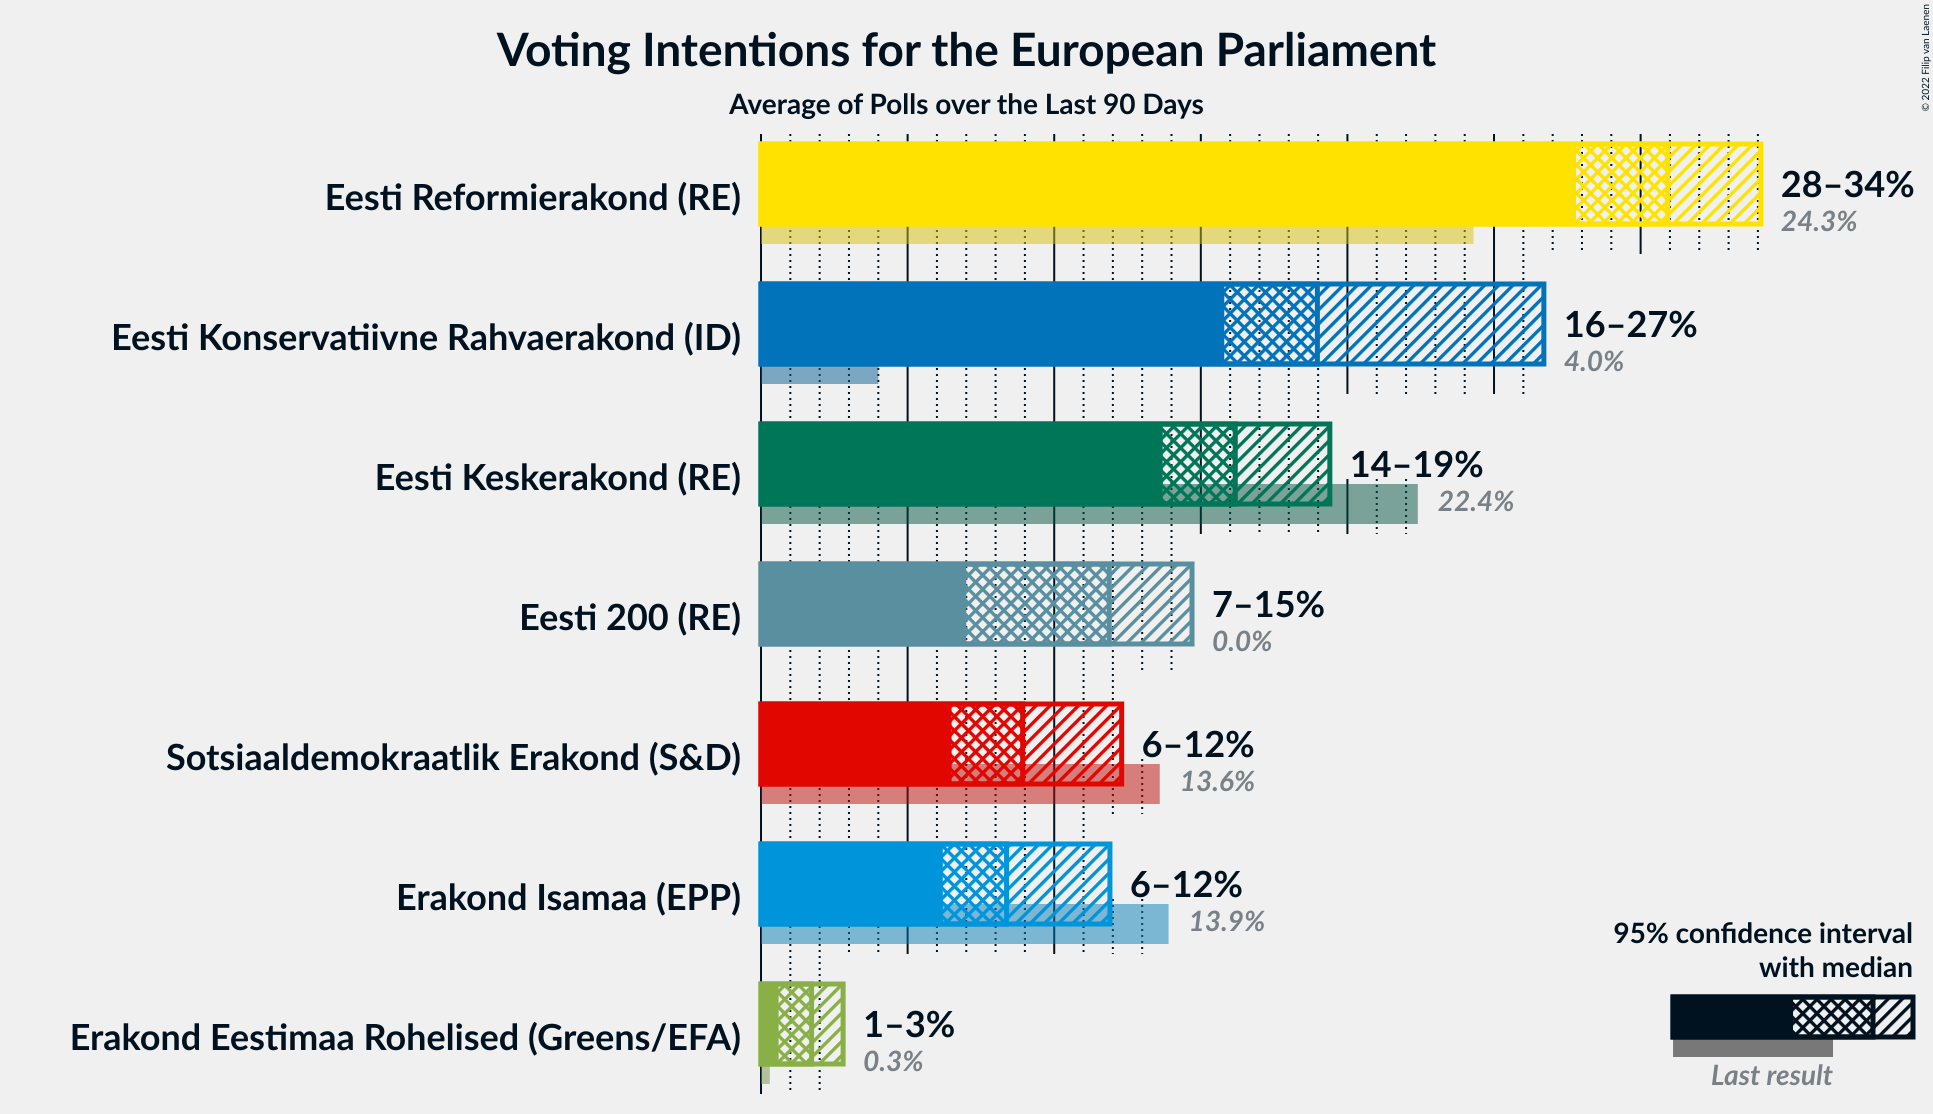 © 2022 Filip van Laenen
Voting Intentions for the European Parliament
Average of Polls over the Last 90 Days
Eesti Reformierakond (RE)
28–34%
24.3%
Eesti Konservatiivne Rahvaerakond (ID)
16–27%
4.0%
Eesti Keskerakond (RE)
14–19%
22.4%
Eesti 200 (RE)
7–15%
0.0%
Sotsiaaldemokraatlik Erakond (S&D)
6–12%
13.6%
Erakond Isamaa (EPP)
6–12%
13.9%
Erakond Eestimaa Rohelised (Greens/EFA)
1–3%
0.3%
95% confidence interval
with median
Last result